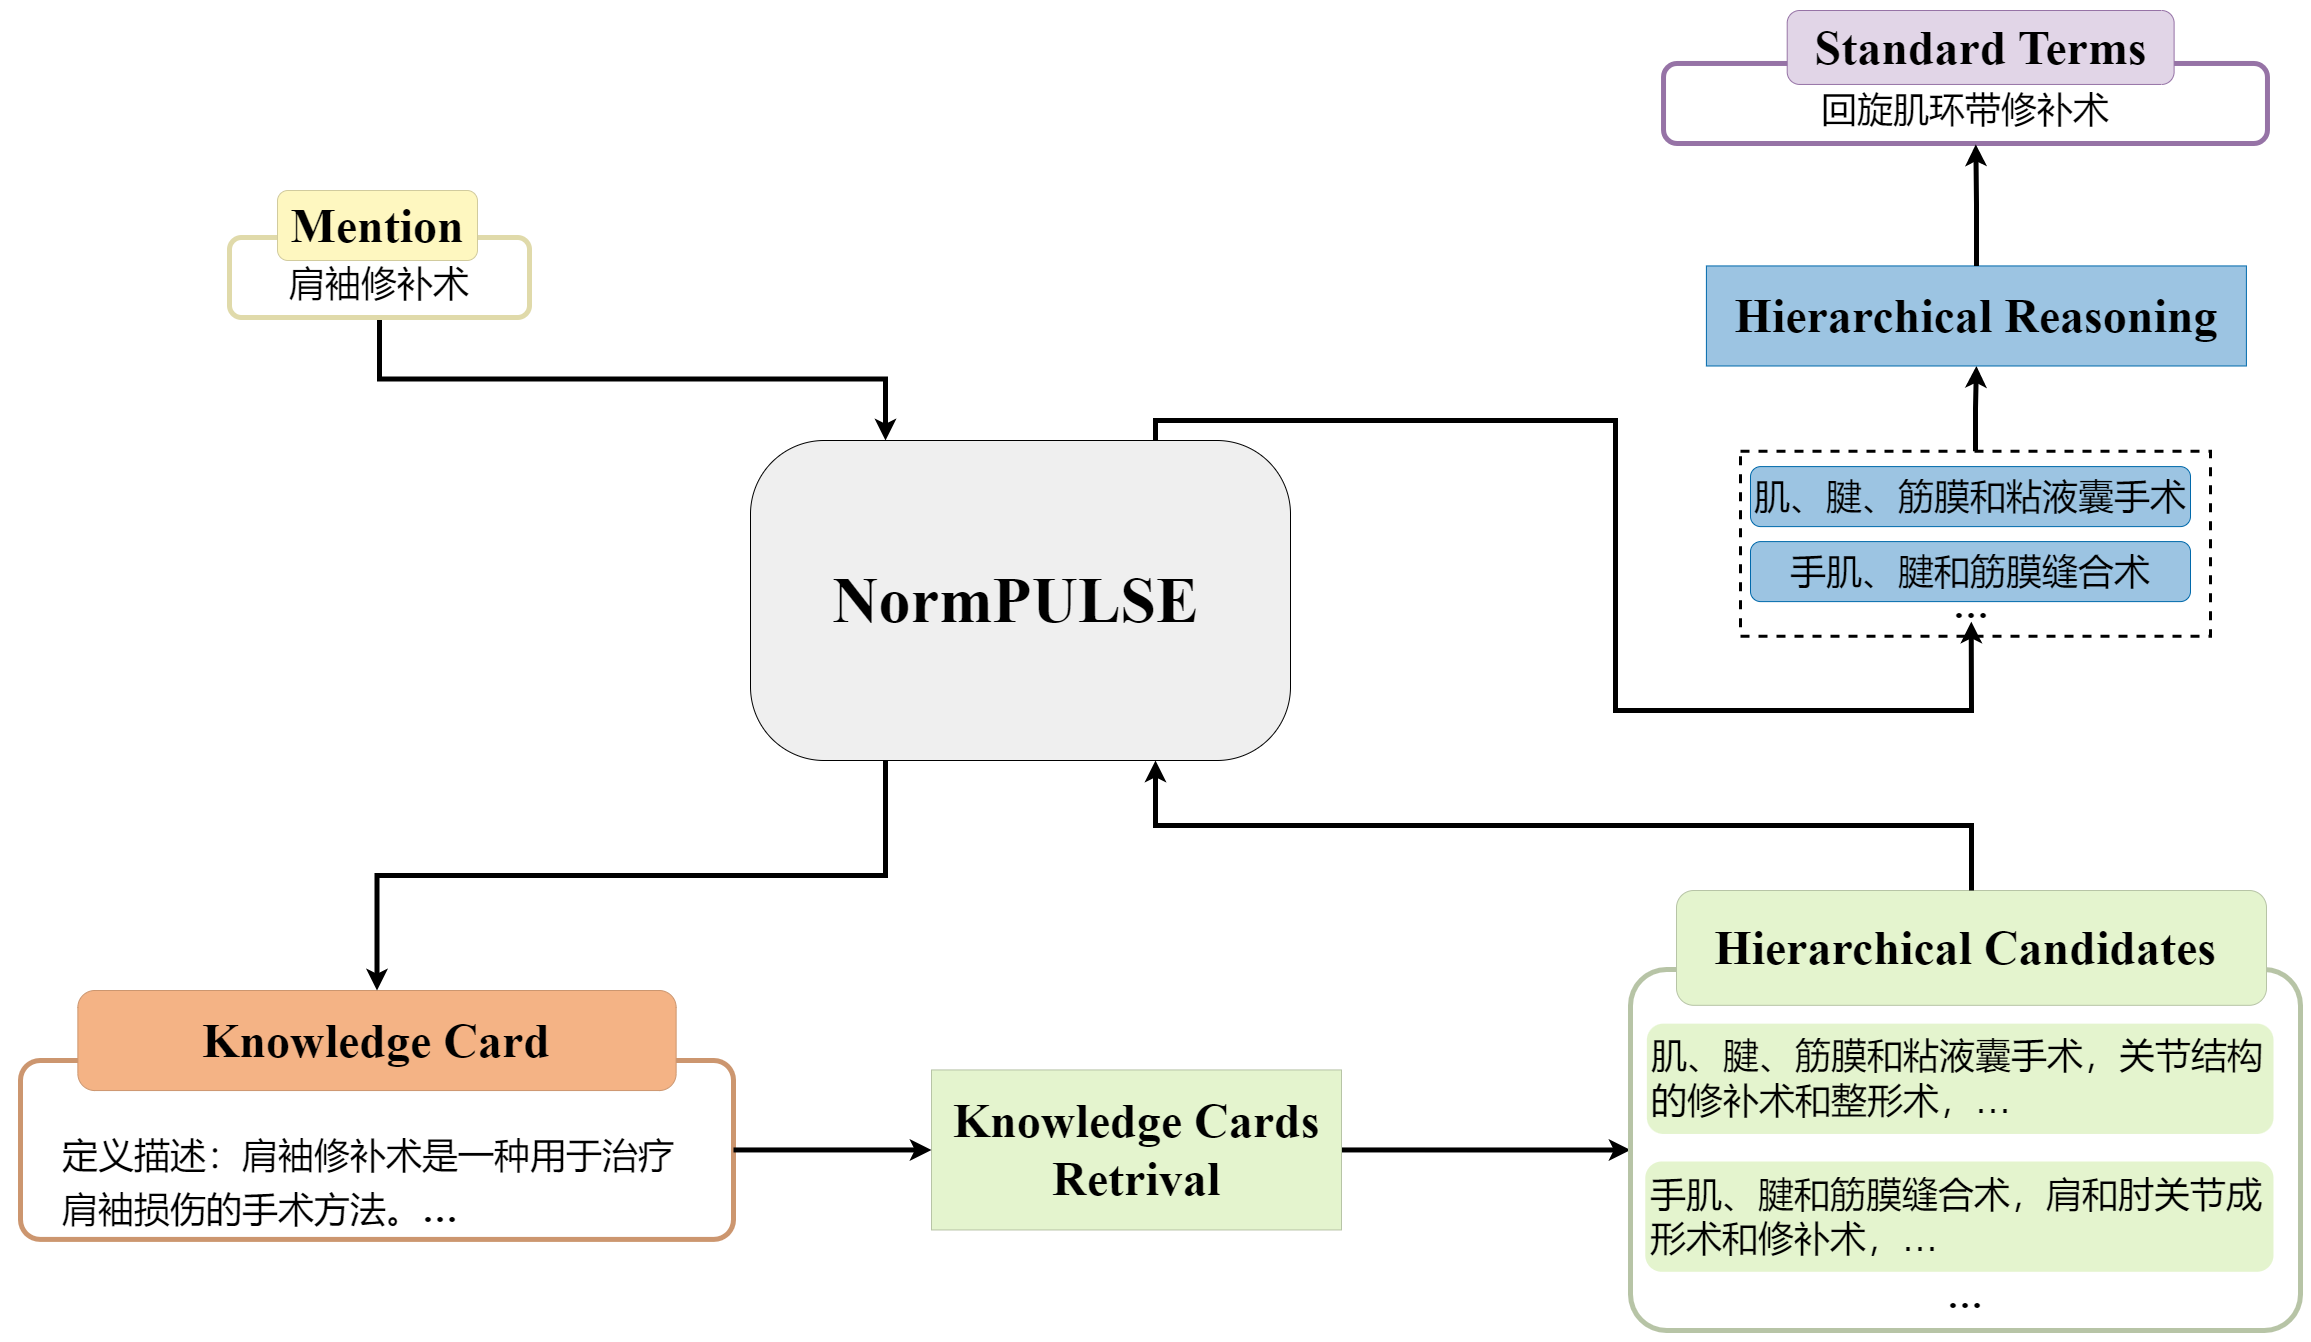 Standard Terms
回旋肌环带修补术
Mention
肩袖修补术
Hierarchical Reasoning
肌、腱、筋膜和粘液囊手术
手肌、腱和筋膜缝合术
...
NormPULSE
Knowledge Card
定义描述：肩袖修补术是一种用于治疗
肩袖损伤的手术方法。...
Knowledge Cards
Retrival
Hierarchical Candidates
肌、腱、筋膜和粘液囊手术，关节结构
的修补术和整形术，...
手肌、腱和筋膜缝合术，肩和肘关节成
形术和修补术，...
...